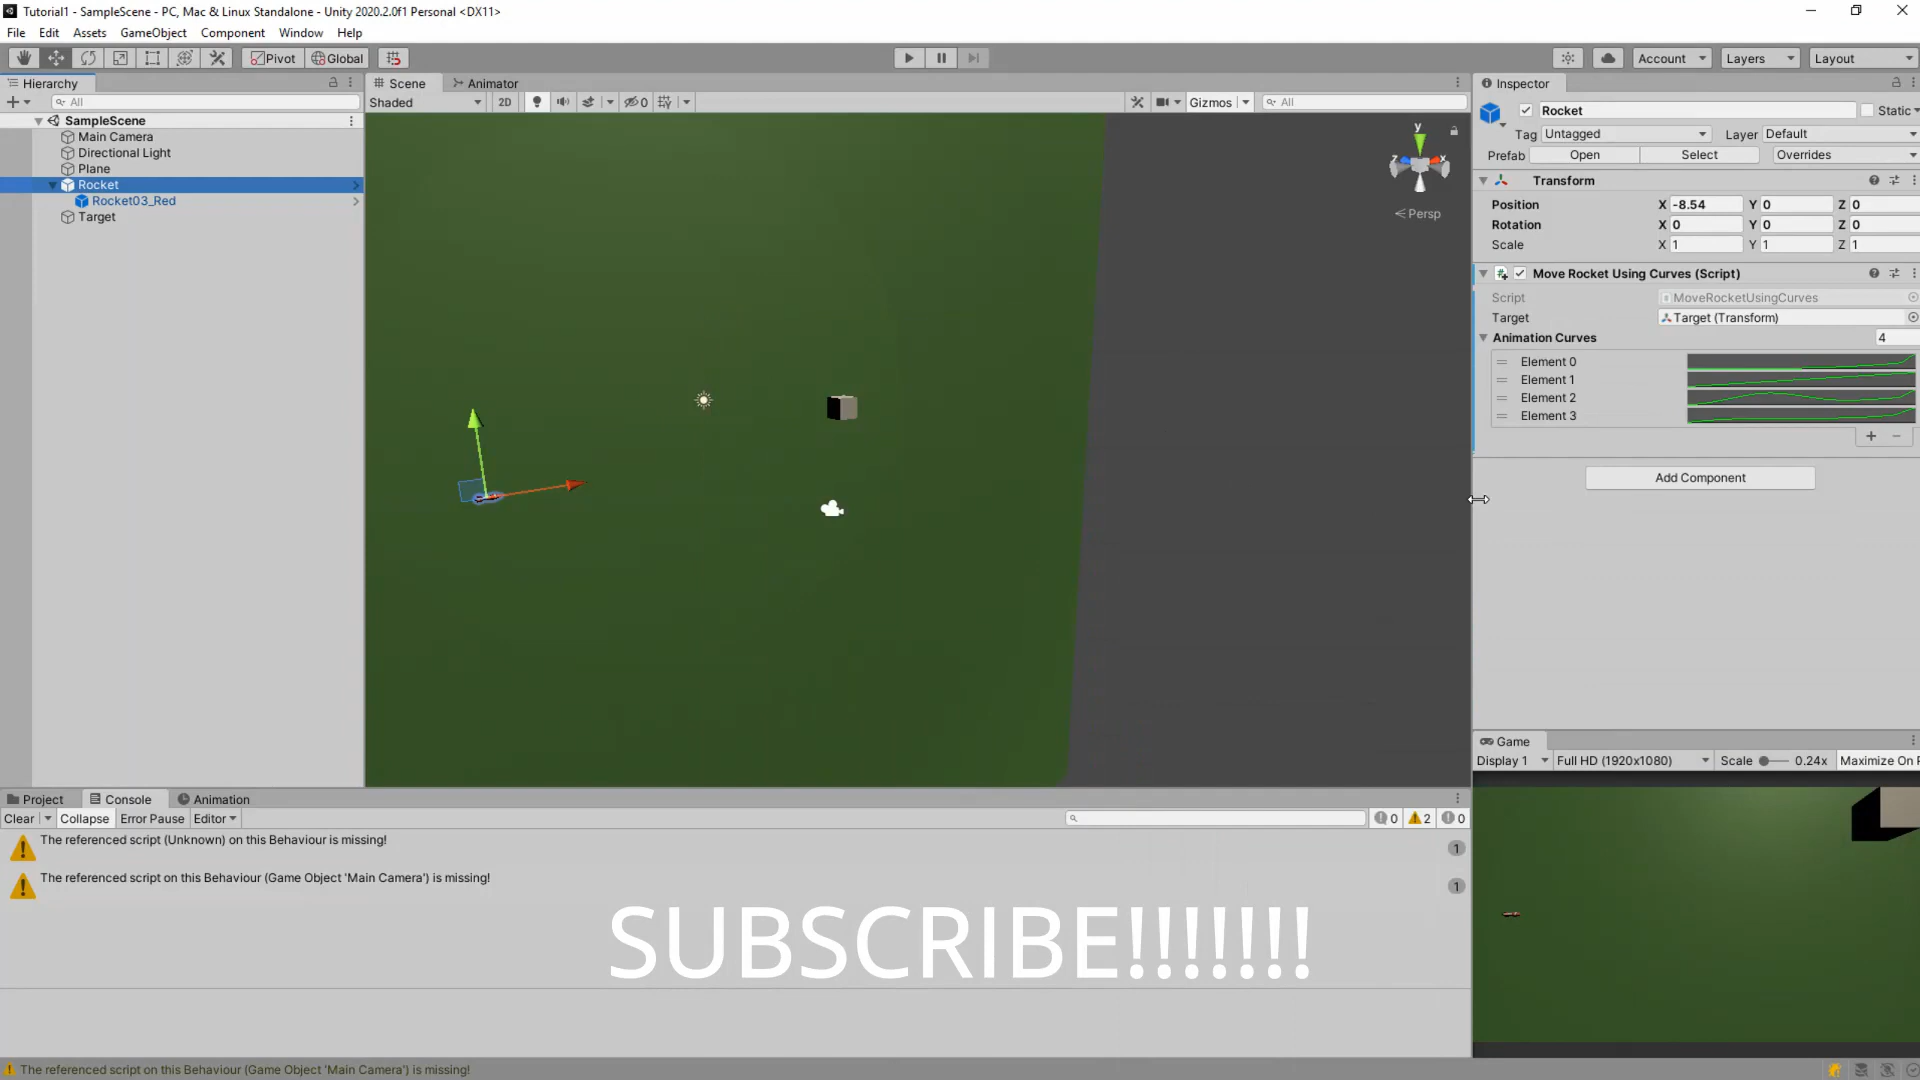 Tutorial1 - SampleScene - PC, Mac & Linux Standalone - Unity 2020.2.0f1 Personal <DX11>
File Edit Assets GameObject Component Window Help
Pivot Global Account Layers Layout
Hierarchy
All
SampleScene
Main Camera
Directional Light
Plane
Rocket
Rocket03_Red
Target
Scene Animator
Shaded 2D 0 Gizmos All
y
z x
Persp
Inspector
Rocket Static
Tag Untagged Layer Default
Prefab Open Select Overrides
Transform
Position X -8.54 Y 0 Z 0
Rotation X 0 Y 0 Z 0
Scale X 1 Y 1 Z 1
Move Rocket Using Curves (Script)
Script MoveRocketUsingCurves
Target Target (Transform)
Animation Curves 4
Element 0
Element 1
Element 2
Element 3
+ −
Add Component
Game
Display 1 Full HD (1920x1080) Scale 0.24x Maximize On P
Project Console Animation
Clear Collapse Error Pause Editor 0 2 0
The referenced script (Unknown) on this Behaviour is missing! 1
The referenced script on this Behaviour (Game Object 'Main Camera') is missing! 1
SUBSCRIBE!!!!!!!
The referenced script on this Behaviour (Game Object 'Main Camera') is missing!